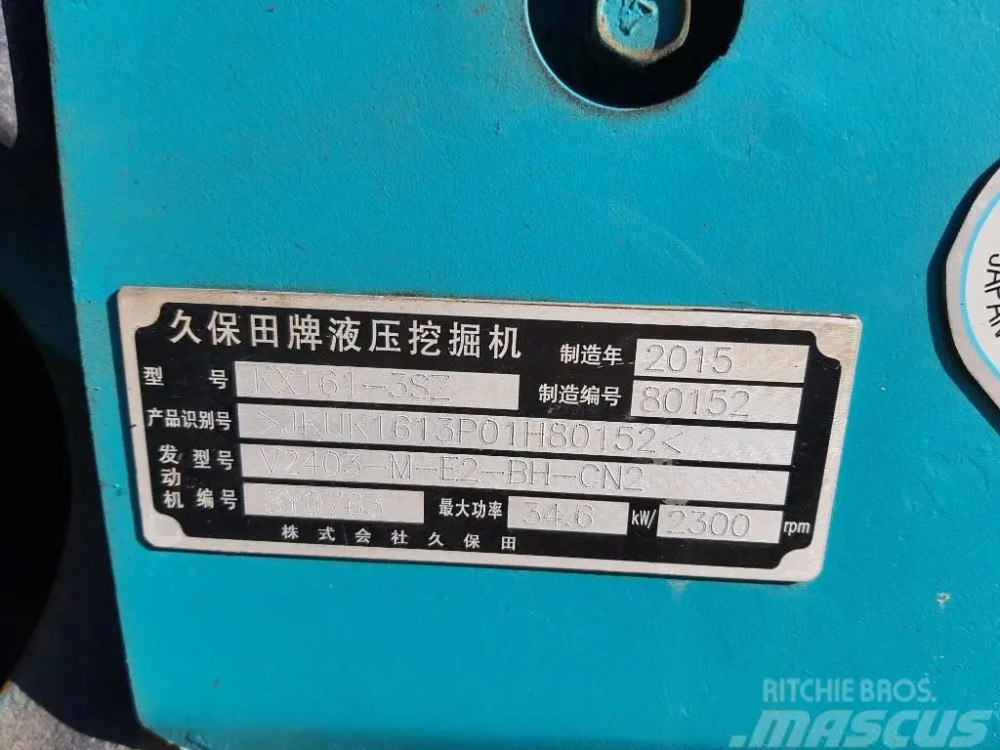 久保田牌液压挖掘机 制造年 2015
型 号 KX161-3SZ 制造编号 80152
产品识别号 >JKUK1613P01H80152<
发动机 型号 V2403-M-E2-BH-CN2
编号 3Y0763 最大功率 34.6 kW/ 2300 rpm
株式会社久保田
JAPAN
RITCHIE BROS.
MASCUS